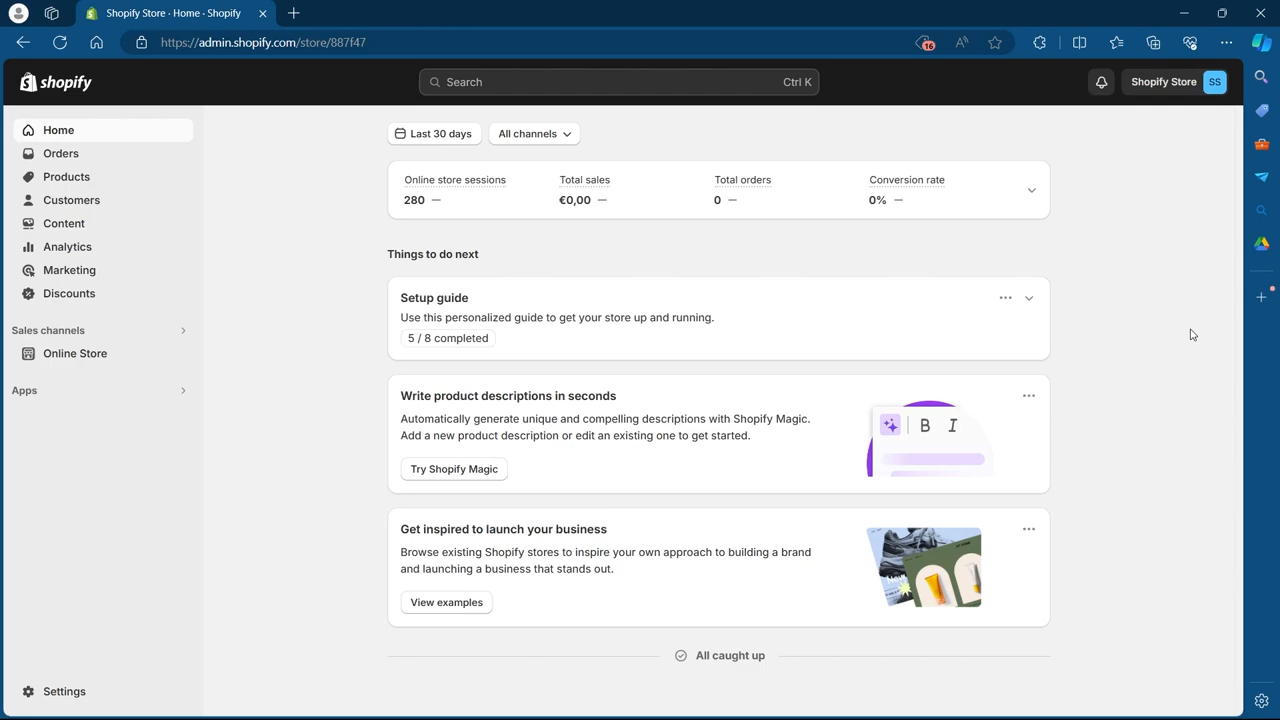 Shopify Store · Home · Shopify
https://admin.shopify.com/store/887f47
16
shopify
Search
Ctrl K
Shopify Store
SS
Home
Orders
Products
Customers
Content
Analytics
Marketing
Discounts
Sales channels
Online Store
Apps
Settings
Last 30 days
All channels
Online store sessions
280 —
Total sales
€0,00 —
Total orders
0 —
Conversion rate
0% —
Things to do next
Setup guide
Use this personalized guide to get your store up and running.
5 / 8 completed
Write product descriptions in seconds
Automatically generate unique and compelling descriptions with Shopify Magic.
Add a new product description or edit an existing one to get started.
Try Shopify Magic
B I
Get inspired to launch your business
Browse existing Shopify stores to inspire your own approach to building a brand
and launching a business that stands out.
View examples
All caught up